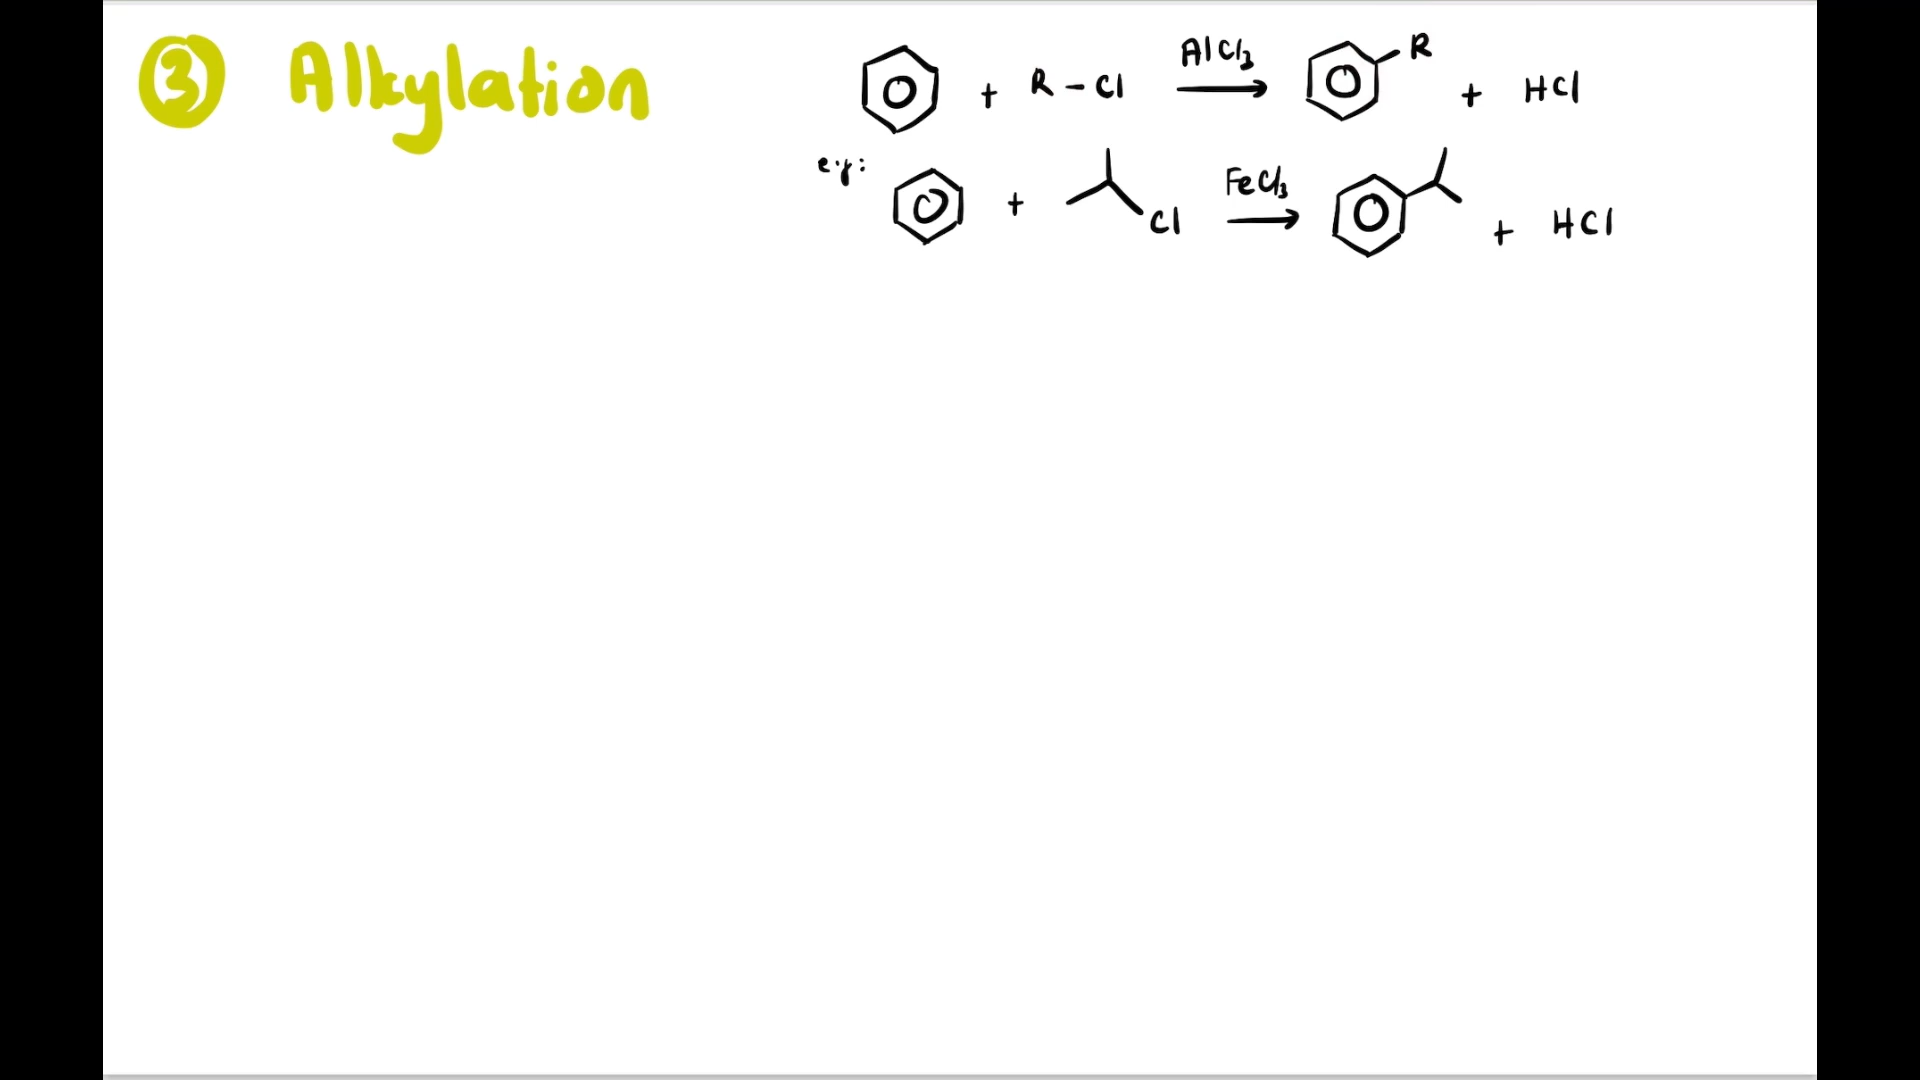 ③ Alkylation
+ R - Cl AlCl3 R + HCl
e.g: + Cl FeCl3 + HCl